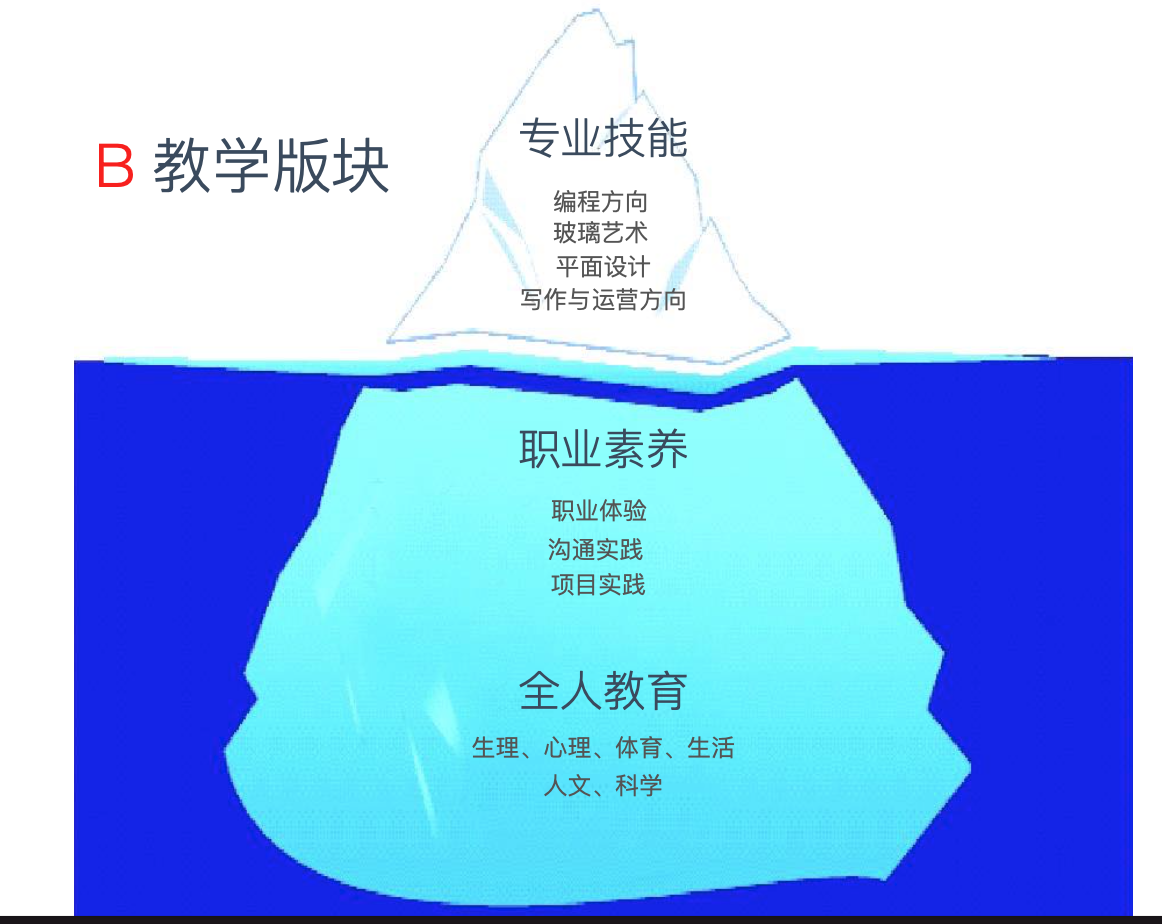 B 教学版块
专业技能
编程方向
玻璃艺术
平面设计
写作与运营方向
职业素养
职业体验
沟通实践
项目实践
全人教育
生理、心理、体育、生活
人文、科学